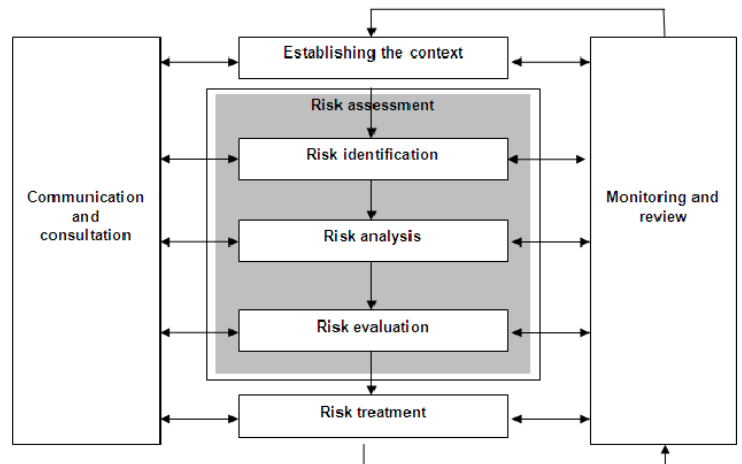 Establishing the context
Risk assessment
Risk identification
Communication
and
consultation
Monitoring and
review
Risk analysis
Risk evaluation
Risk treatment